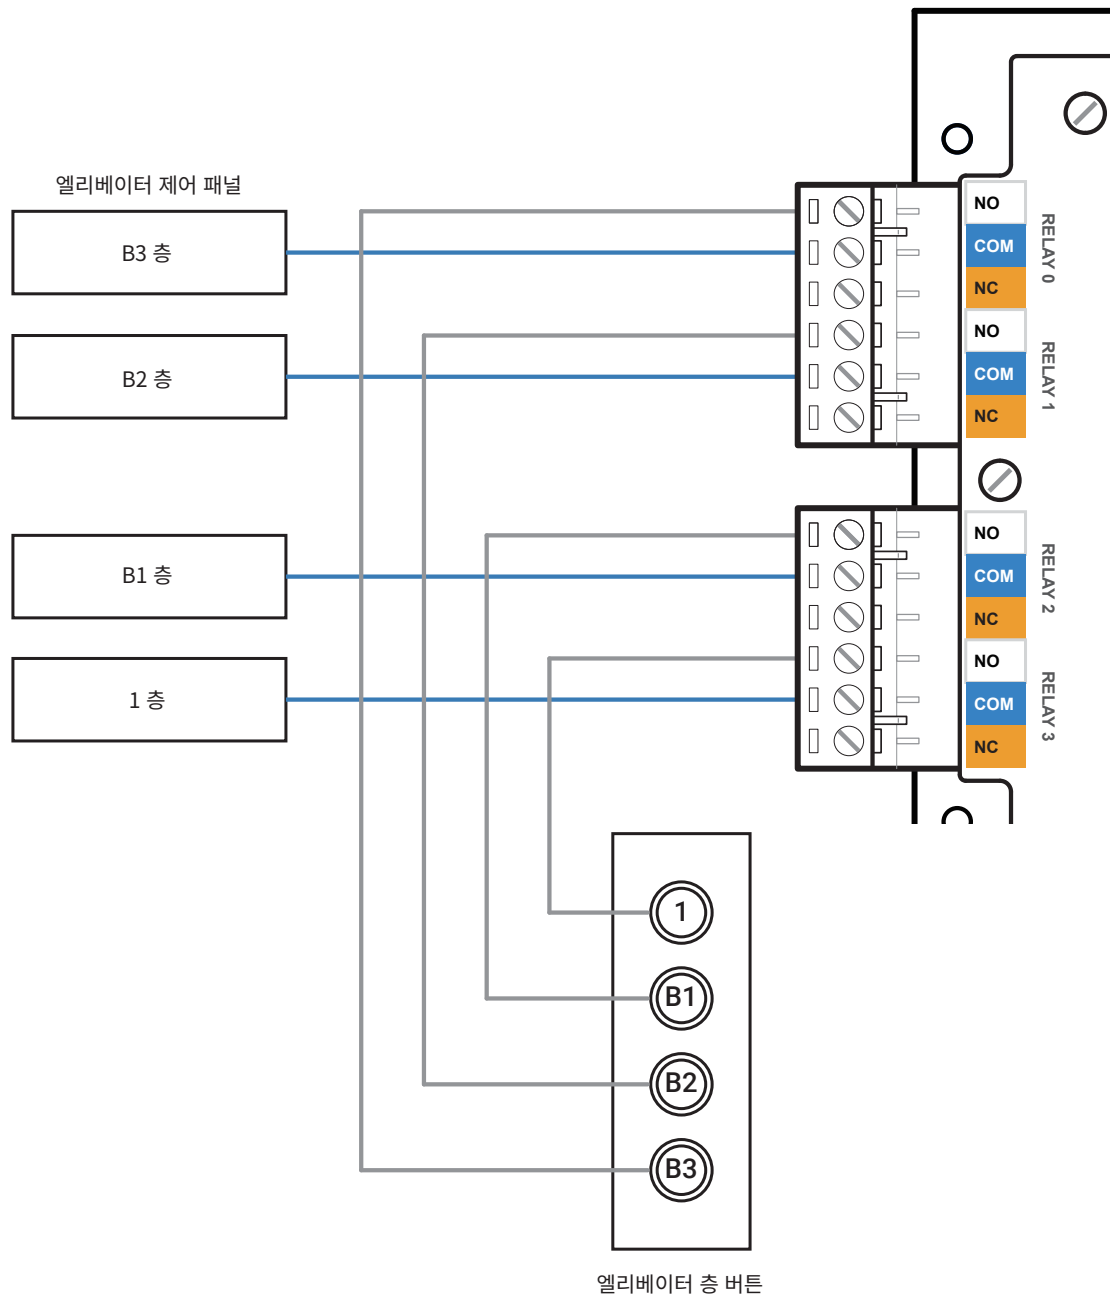 엘리베이터 제어 패널
B3 층
B2 층
B1 층
1 층
NO
COM
NC
RELAY 0
NO
COM
NC
RELAY 1
NO
COM
NC
RELAY 2
NO
COM
NC
RELAY 3
1
B1
B2
B3
엘리베이터 층 버튼